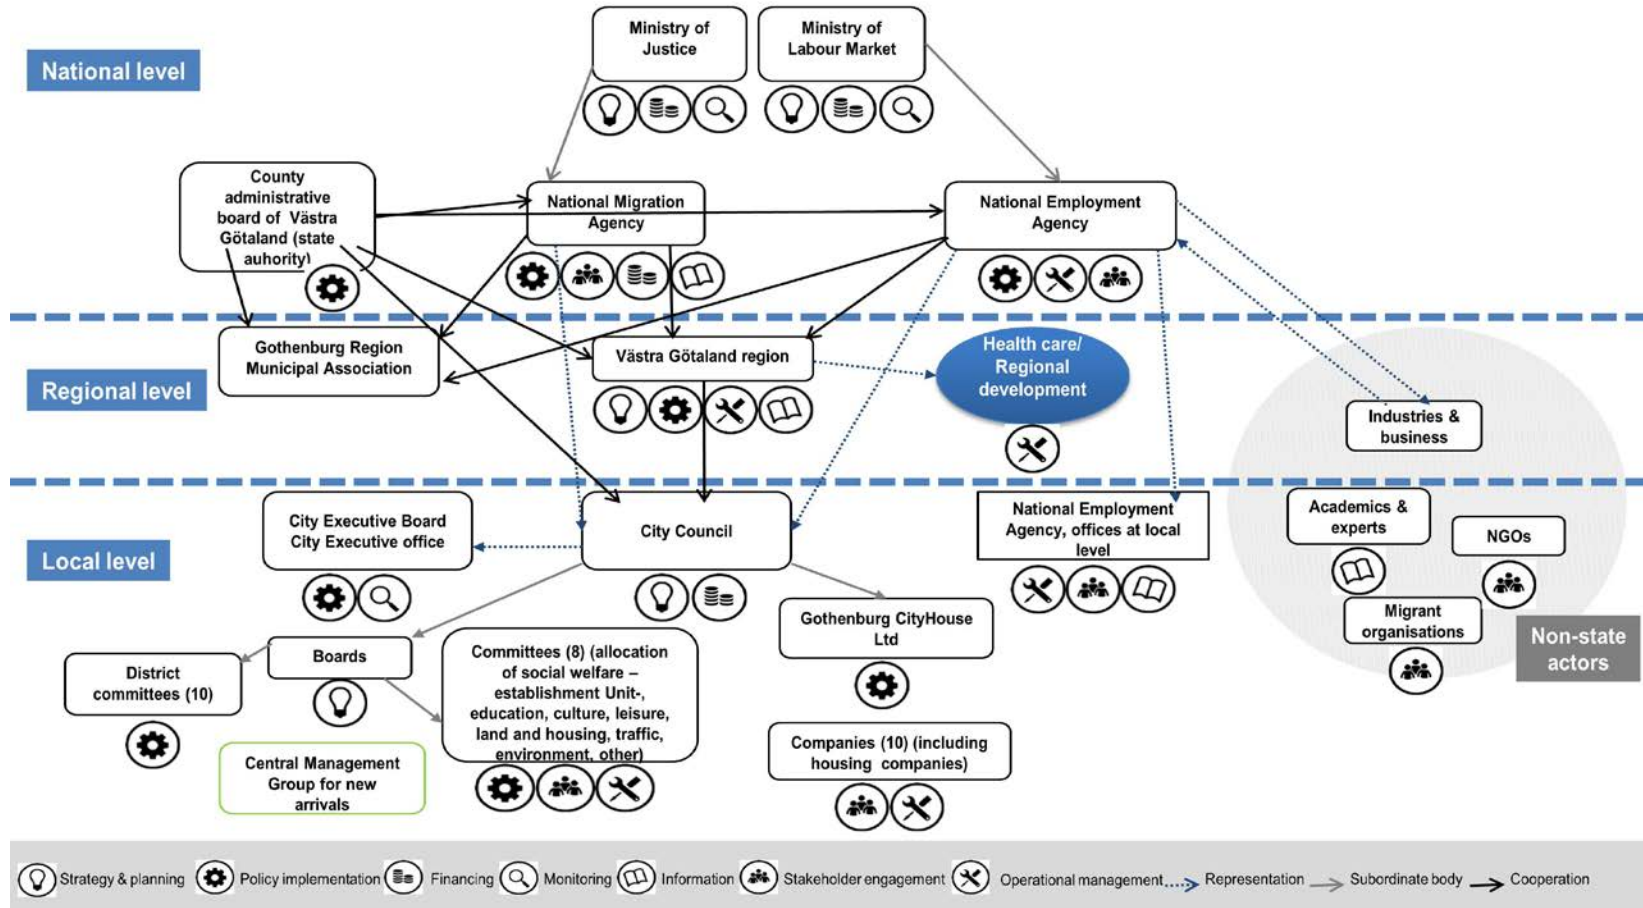 National level
Ministry of
Justice
Ministry of
Labour Market
County
administrative
board of Västra
Götaland (state
auhority)
National Migration
Agency
National Employment
Agency
Regional level
Gothenburg Region
Municipal Association
Västra Götaland region
Health care/
Regional
development
Industries &
business
Local level
City Executive Board
City Executive office
City Council
National Employment
Agency, offices at local
level
Academics &
experts
NGOs
Migrant
organisations
Non-state
actors
District
committees (10)
Boards
Committees (8) (allocation
of social welfare –
establishment Unit-,
education, culture, leisure,
land and housing, traffic,
environment, other)
Gothenburg CityHouse
Ltd
Central Management
Group for new
arrivals
Companies (10) (including
housing companies)
Strategy & planning Policy implementation Financing Monitoring Information Stakeholder engagement Operational management Representation Subordinate body Cooperation